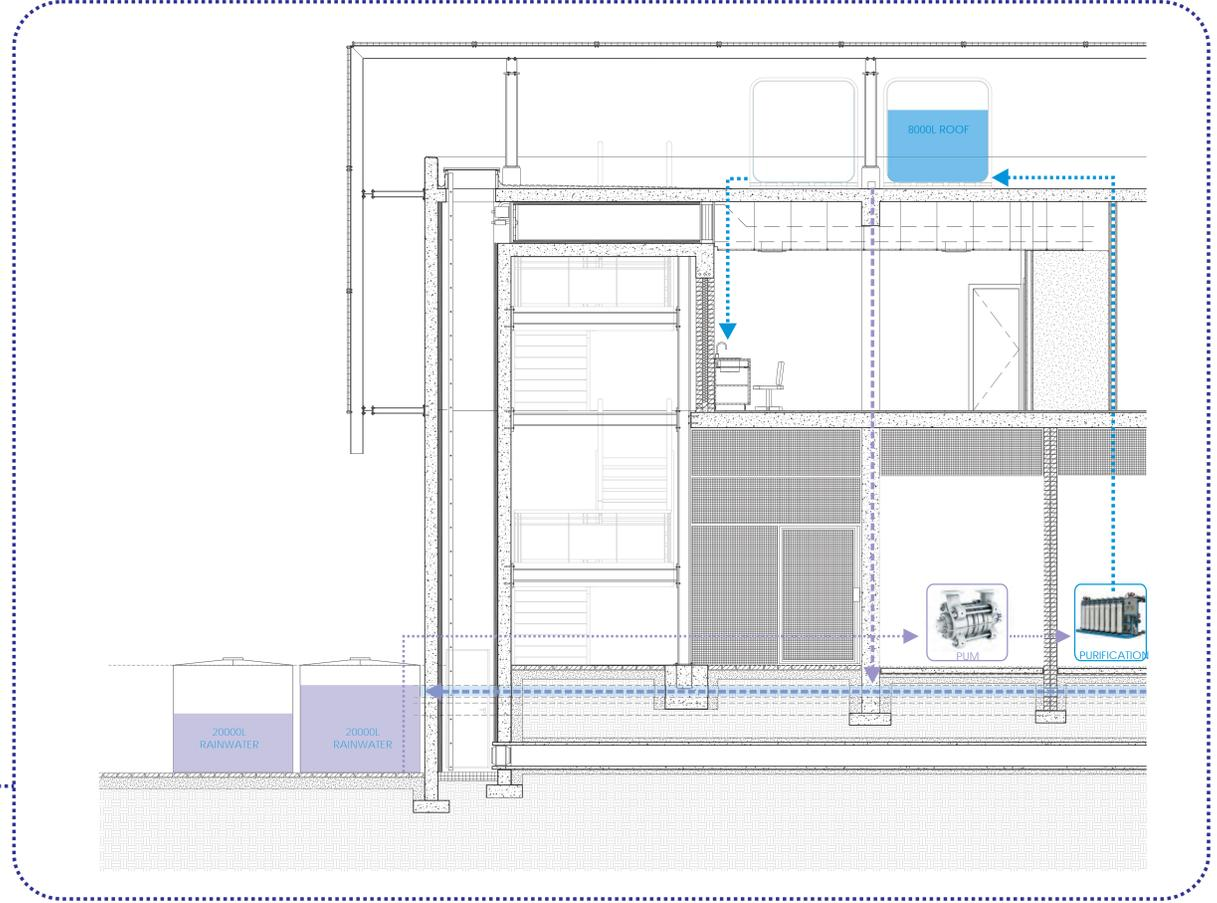 8000L ROOF
PUM
PURIFICATION
20000L
RAINWATER
20000L
RAINWATER